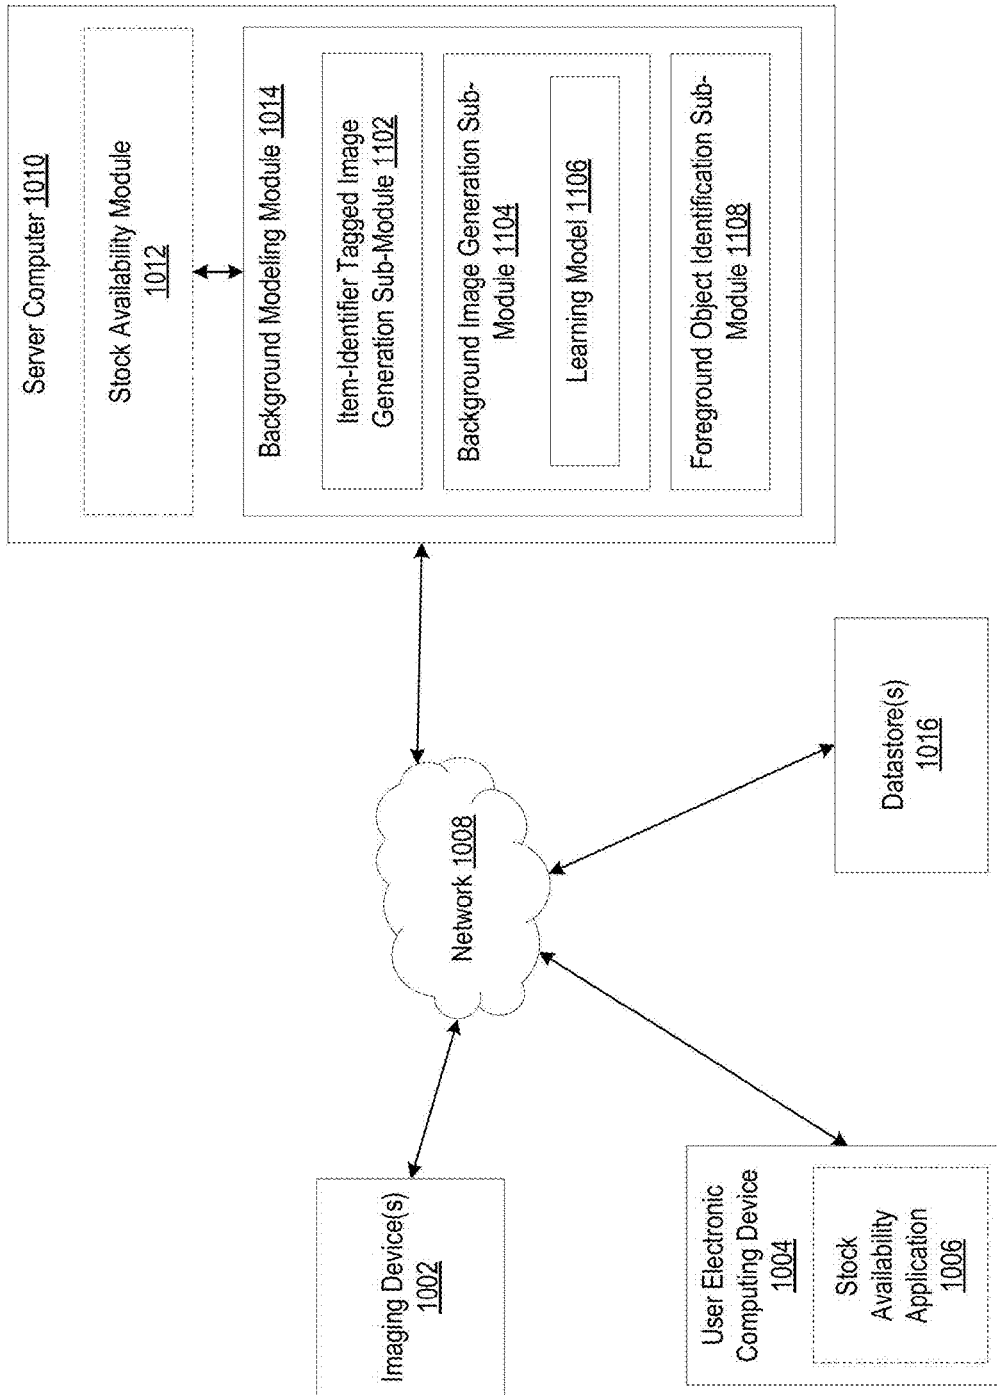 Server Computer 1010
Stock Availability Module
1012
Background Modeling Module 1014
Item-Identifier Tagged Image
Generation Sub-Module 1102
Background Image Generation Sub-
Module 1104
Learning Model 1106
Foreground Object Identification Sub-
Module 1108
Network 1008
Imaging Device(s)
1002
User Electronic
Computing Device
1004
Stock
Availability
Application
1006
Datastore(s)
1016